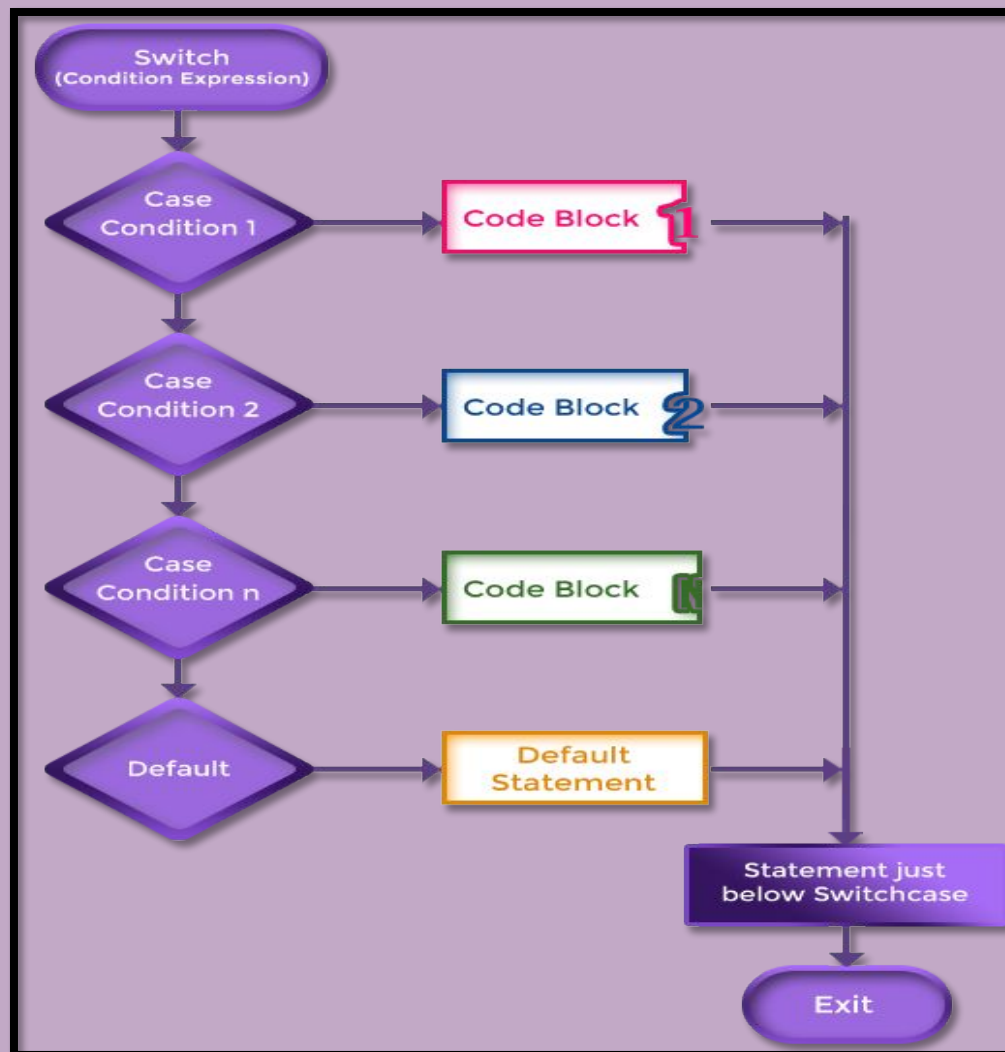 Switch
(Condition Expression)
Case
Condition 1
Code Block 1
Case
Condition 2
Code Block 2
Case
Condition n
Code Block N
Default
Default
Statement
Statement just
below Switchcase
Exit